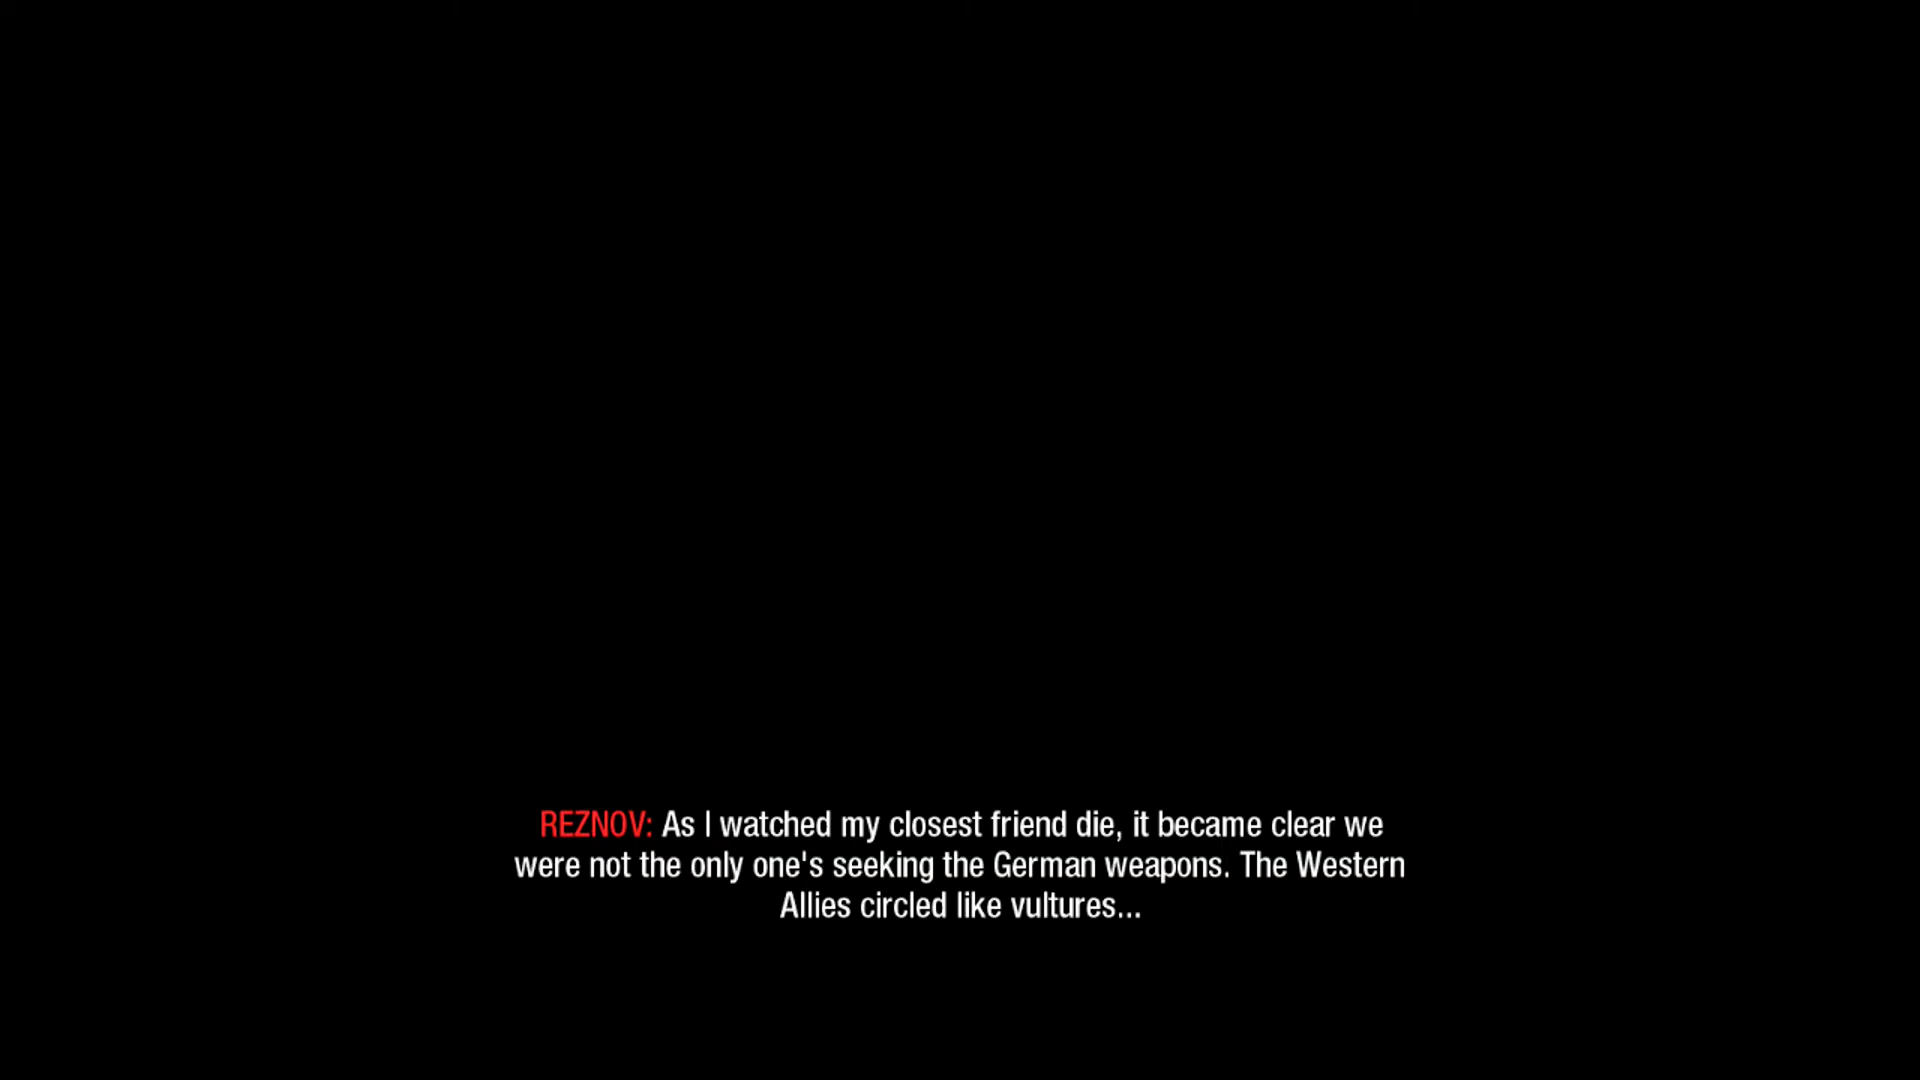 REZNOV: As I watched my closest friend die, it became clear we
were not the only one's seeking the German weapons. The Western
Allies circled like vultures...